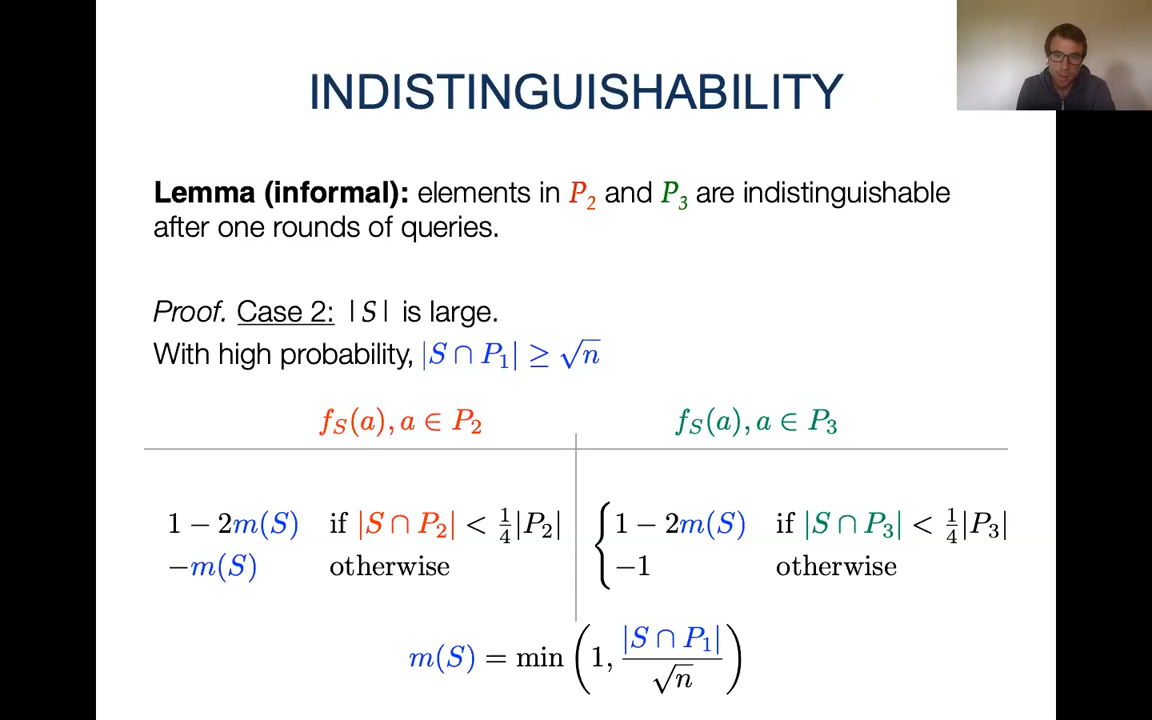 INDISTINGUISHABILITY
Lemma (informal): elements in P₂ and P₃ are indistinguishable
after one rounds of queries.
Proof. Case 2: |S| is large.
With high probability, |S ∩ P₁| ≥ √n
f_S(a), a ∈ P₂ f_S(a), a ∈ P₃
1 − 2m(S) if |S ∩ P₂| < 1/4|P₂| { 1 − 2m(S) if |S ∩ P₃| < 1/4|P₃|
−m(S) otherwise −1 otherwise
m(S) = min(1, |S ∩ P₁|/√n)